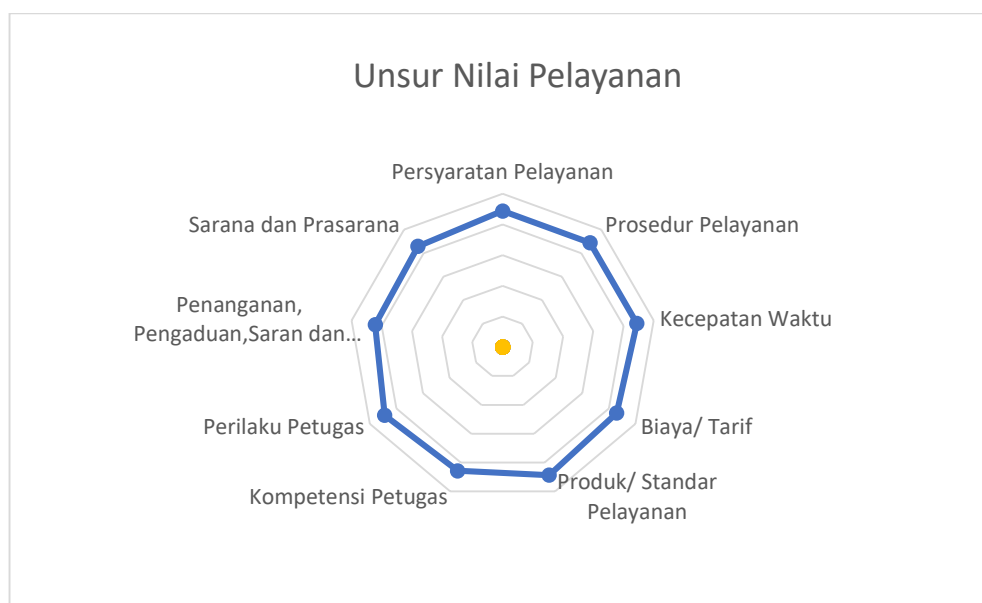 Unsur Nilai Pelayanan
Persyaratan Pelayanan
Prosedur Pelayanan
Kecepatan Waktu
Biaya/ Tarif
Produk/ Standar
Pelayanan
Kompetensi Petugas
Perilaku Petugas
Penanganan,
Pengaduan,Saran dan...
Sarana dan Prasarana